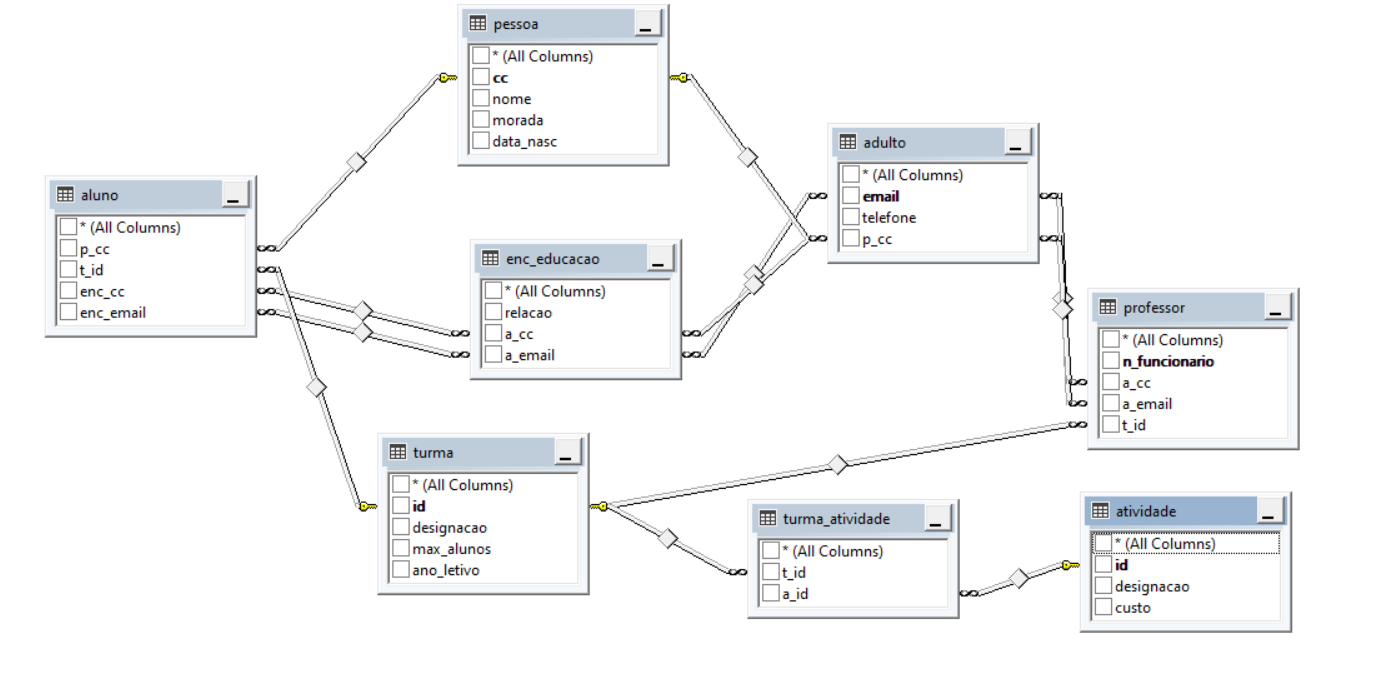 pessoa
* (All Columns)
cc
nome
morada
data_nasc
adulto
* (All Columns)
email
telefone
p_cc
aluno
* (All Columns)
p_cc
t_id
enc_cc
enc_email
enc_educacao
* (All Columns)
relacao
a_cc
a_email
professor
* (All Columns)
n_funcionario
a_cc
a_email
t_id
turma
* (All Columns)
id
designacao
max_alunos
ano_letivo
turma_atividade
* (All Columns)
t_id
a_id
atividade
* (All Columns)
id
designacao
custo